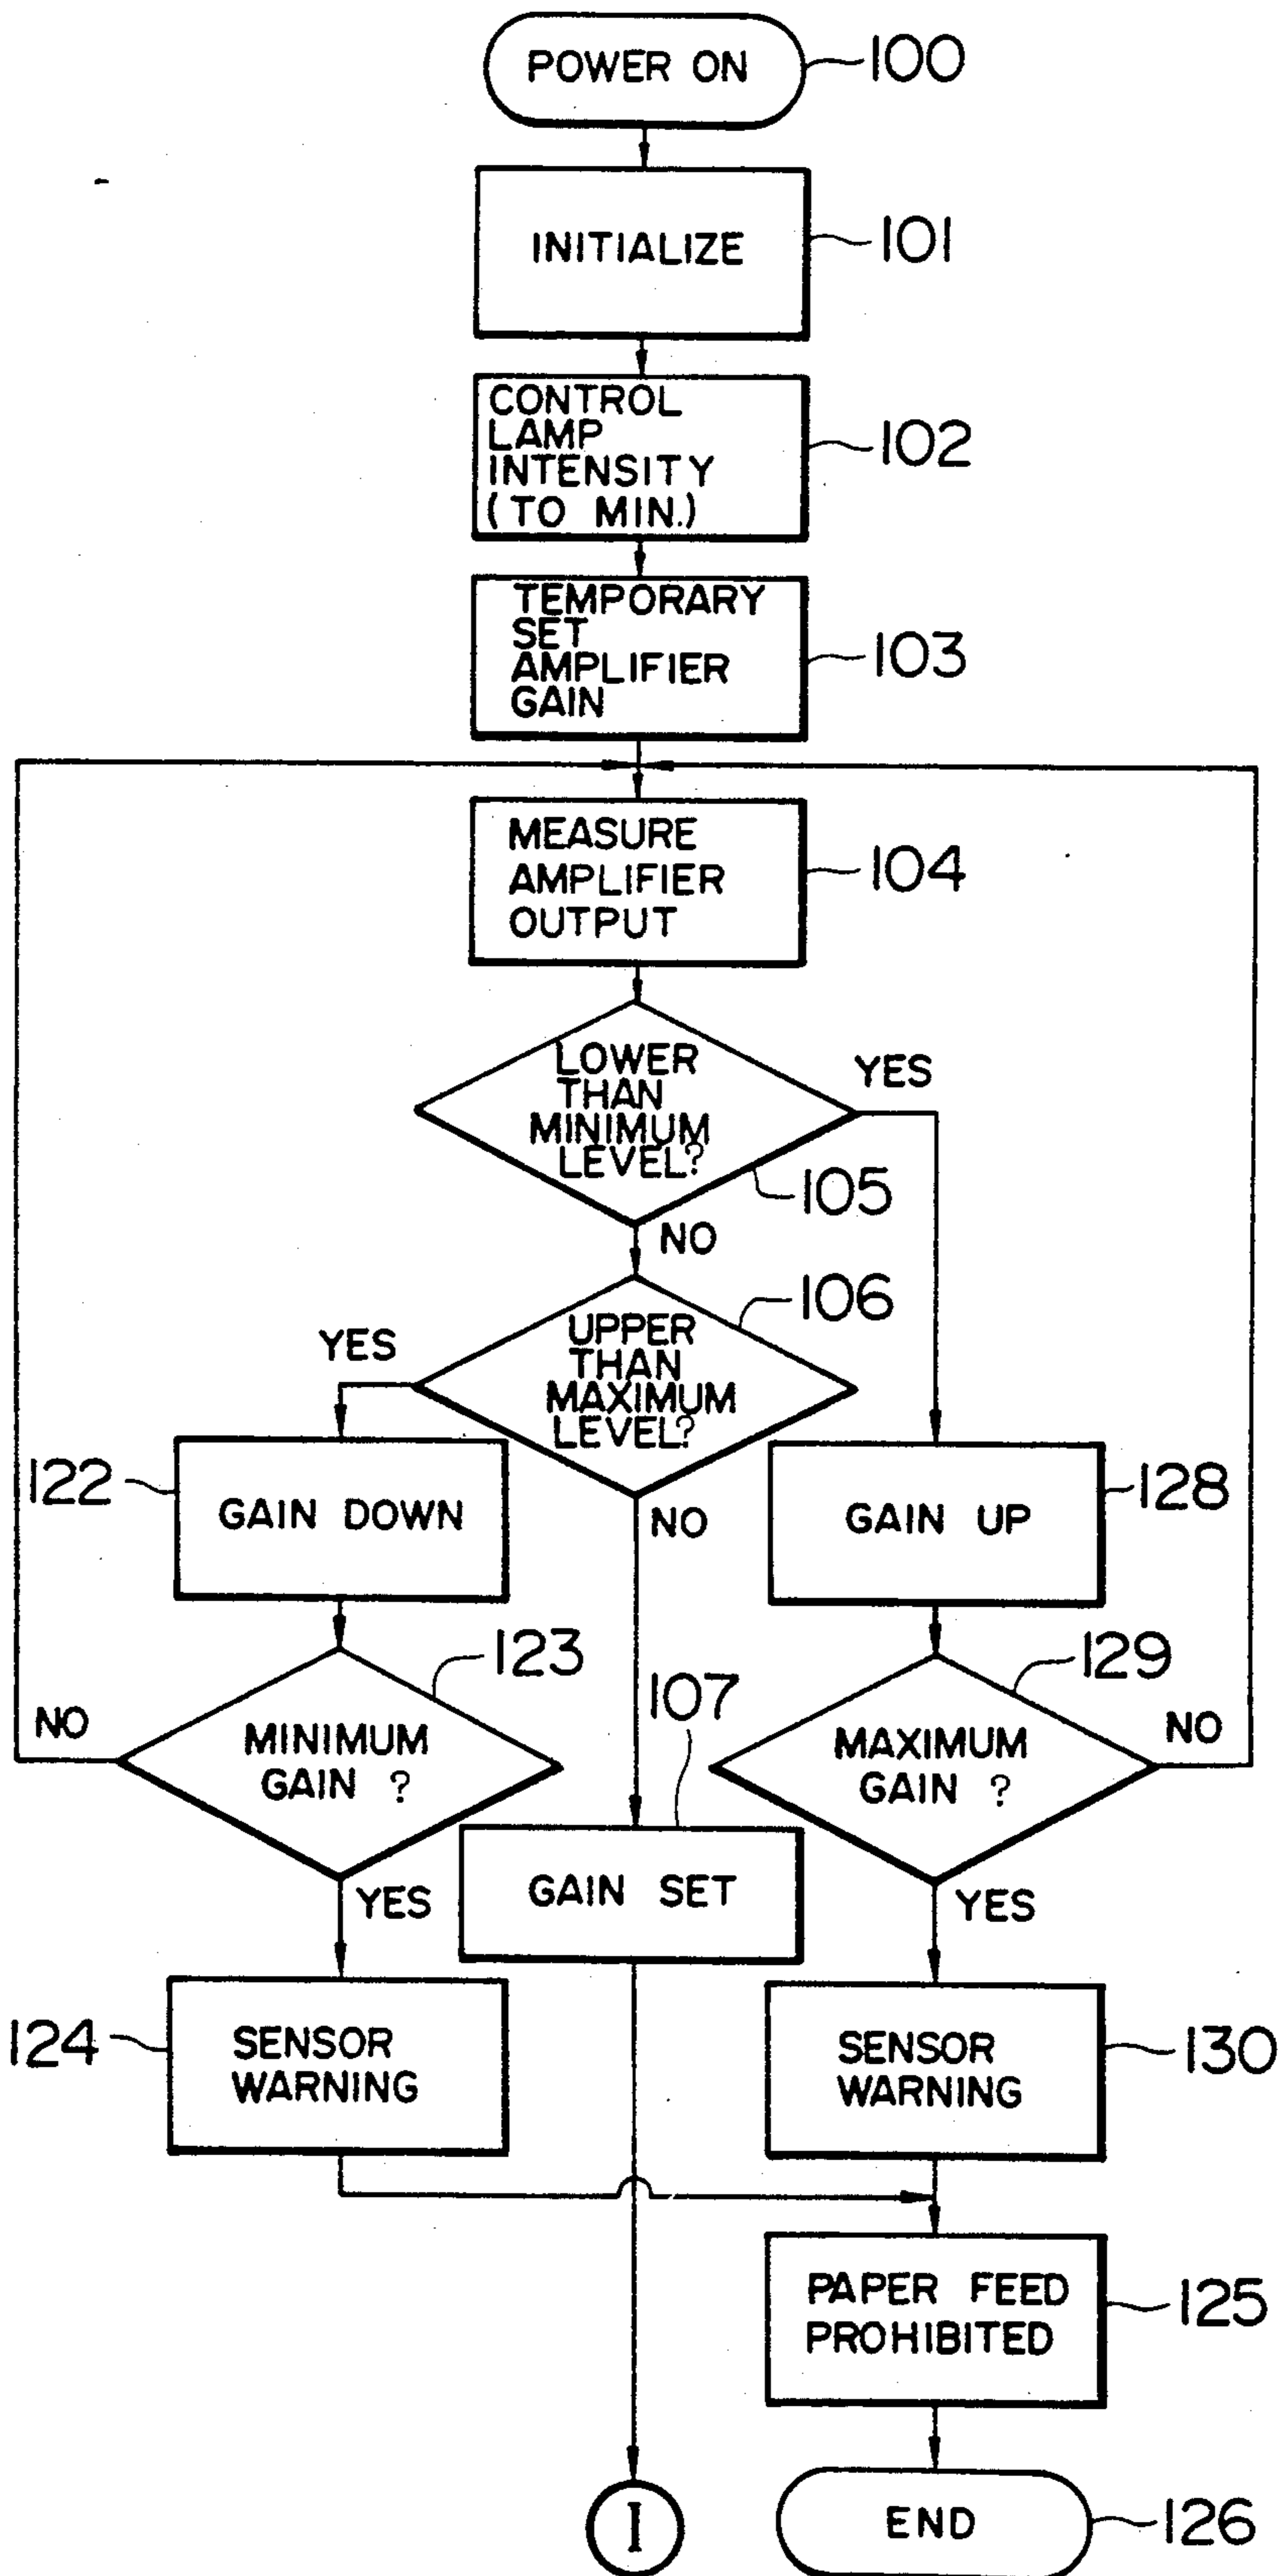 POWER ON
100
INITIALIZE
101
CONTROL
LAMP
INTENSITY
(TO MIN.)
102
TEMPORARY
SET
AMPLIFIER
GAIN
103
MEASURE
AMPLIFIER
OUTPUT
104
LOWER
THAN
MINIMUM
LEVEL?
YES
105
NO
106
UPPER
THAN
MAXIMUM
LEVEL?
YES
122
GAIN DOWN
NO
GAIN UP
128
123
107
129
NO
MINIMUM
GAIN ?
MAXIMUM
GAIN ?
NO
YES
GAIN SET
YES
124
SENSOR
WARNING
SENSOR
WARNING
130
PAPER FEED
PROHIBITED
125
I
END
126